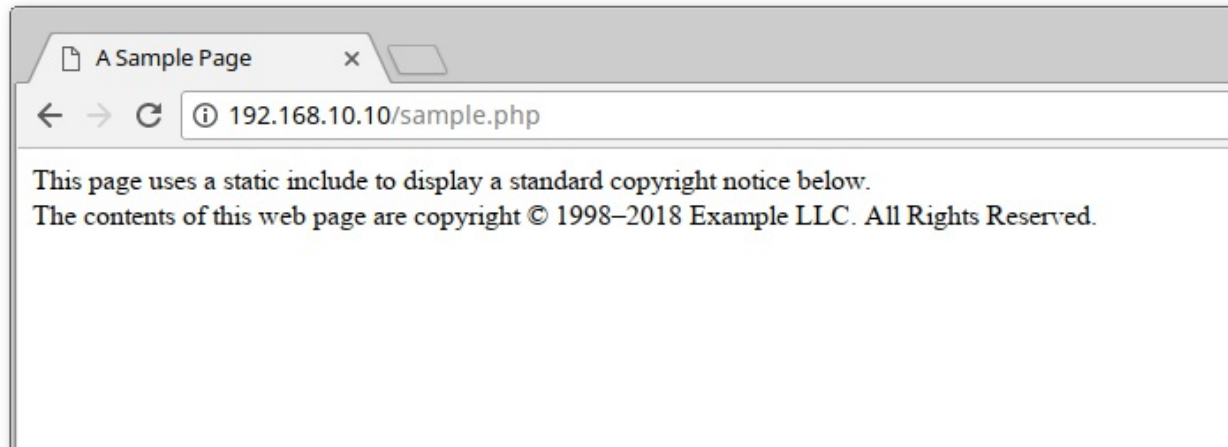 A Sample Page
192.168.10.10/sample.php
This page uses a static include to display a standard copyright notice below.
The contents of this web page are copyright © 1998–2018 Example LLC. All Rights Reserved.